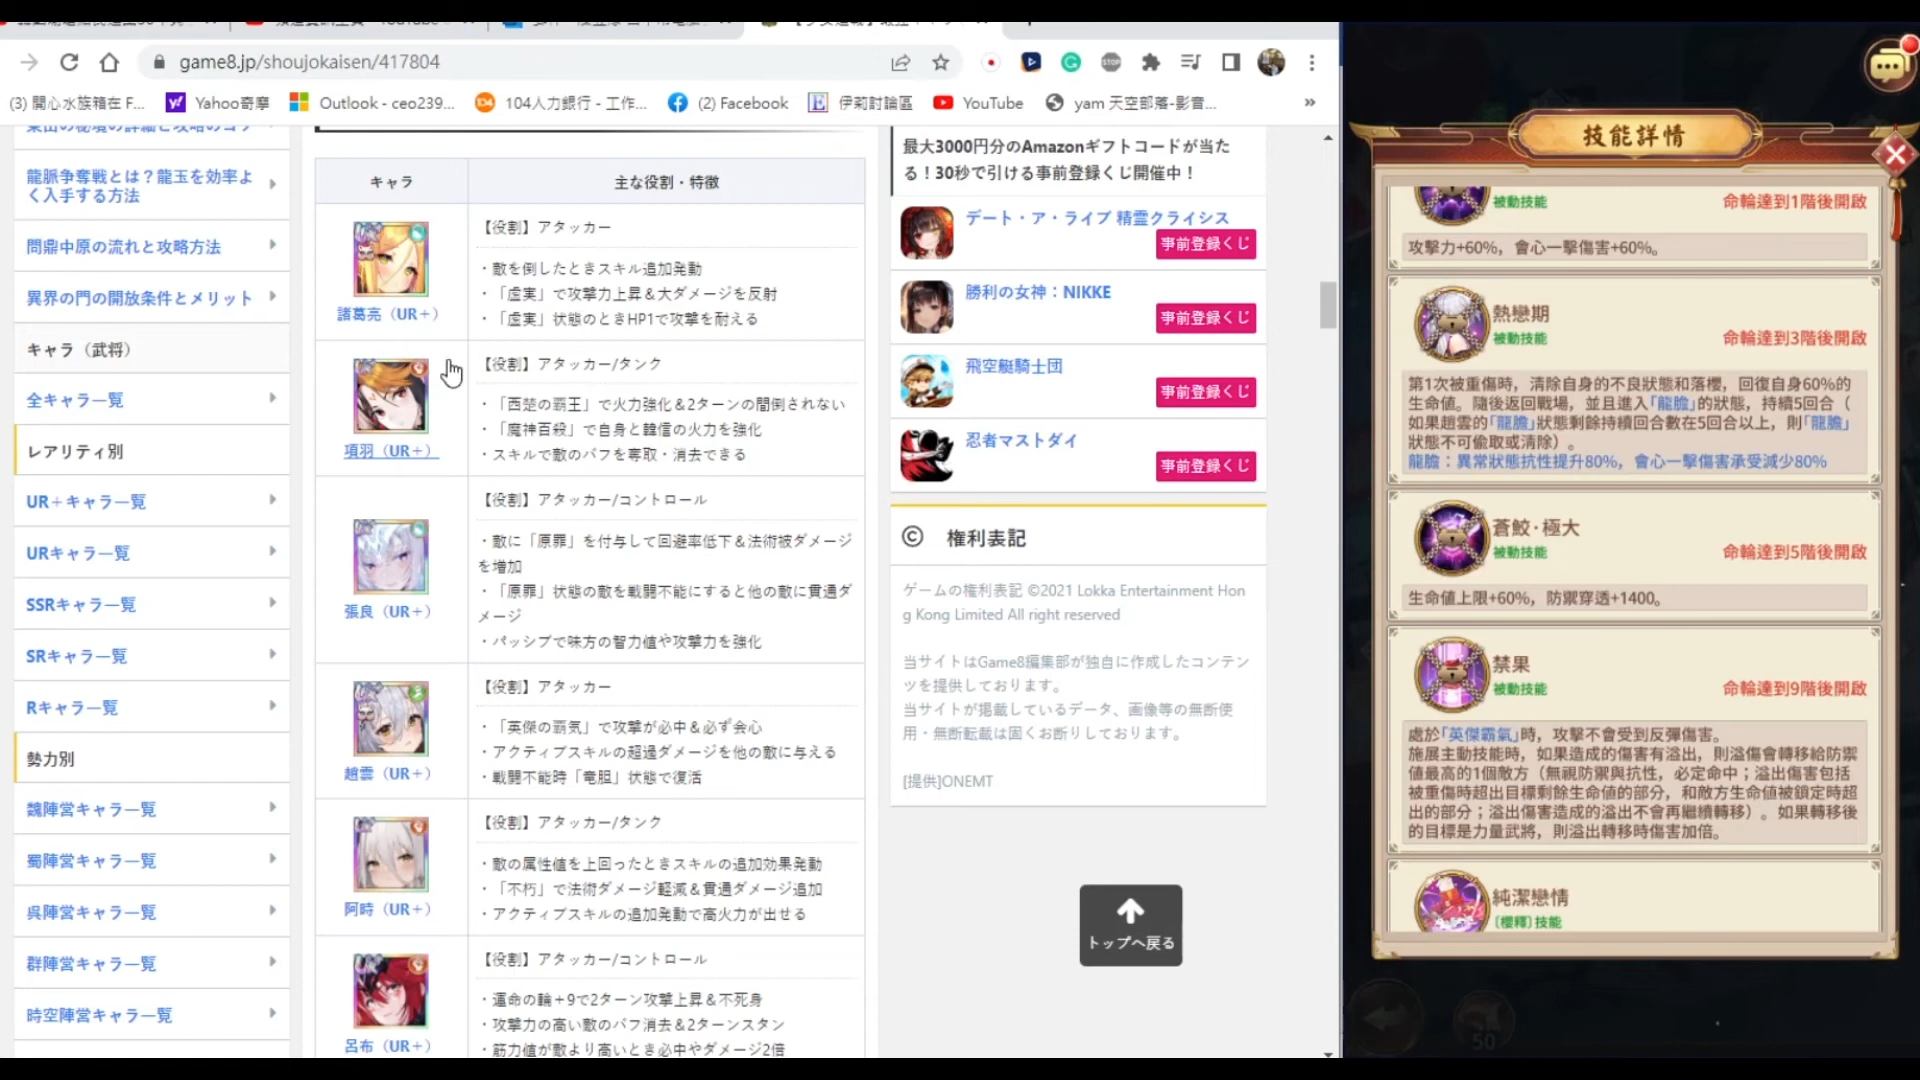 game8.jp/shoujokaisen/417804
(3) 開心水族箱在 F...
Yahoo奇摩
Outlook - ceo239...
104人力銀行 - 工作...
(2) Facebook
伊莉討論區
YouTube
yam 天空部落-影音...
»
龍脈争奪戦とは？龍玉を効率よ
く入手する方法
問鼎中原の流れと攻略方法
異界の門の開放条件とメリット
キャラ（武将）
全キャラ一覧
レアリティ別
UR＋キャラ一覧
URキャラ一覧
SSRキャラ一覧
SRキャラ一覧
Rキャラ一覧
勢力別
魏陣営キャラ一覧
蜀陣営キャラ一覧
呉陣営キャラ一覧
群陣営キャラ一覧
時空陣営キャラ一覧
キャラ
主な役割・特徴
諸葛亮（UR＋）
【役割】アタッカー
・敵を倒したときスキル追加発動
・「虚実」で攻撃力上昇＆大ダメージを反射
・「虚実」状態のときHP1で攻撃を耐える
項羽（UR＋）
【役割】アタッカー/タンク
・「西楚の覇王」で火力強化＆2ターンの間倒されない
・「魔神百殺」で自身と韓信の火力を強化
・スキルで敵のバフを奪取・消去できる
張良（UR＋）
【役割】アタッカー/コントロール
・敵に「原罪」を付与して回避率低下＆法術被ダメージ
を増加
・「原罪」状態の敵を戦闘不能にすると他の敵に貫通ダ
メージ
・パッシブで味方の智力値や攻撃力を強化
趙雲（UR＋）
【役割】アタッカー
・「英傑の覇気」で攻撃が必中＆必ず会心
・アクティブスキルの超過ダメージを他の敵に与える
・戦闘不能時「竜胆」状態で復活
阿時（UR＋）
【役割】アタッカー/タンク
・敵の属性値を上回ったときスキルの追加効果発動
・「不朽」で法術ダメージ軽減＆貫通ダメージ追加
・アクティブスキルの追加発動で高火力が出せる
呂布（UR＋）
【役割】アタッカー/コントロール
・運命の輪＋9で2ターン攻撃上昇＆不死身
・攻撃力の高い敵のバフ消去＆2ターンスタン
・筋力値が敵より高いとき必中やダメージ2倍
最大3000円分のAmazonギフトコードが当た
る！30秒で引ける事前登録くじ開催中！
デート・ア・ライブ 精霊クライシス
事前登録くじ
勝利の女神：NIKKE
事前登録くじ
飛空艇騎士団
事前登録くじ
忍者マストダイ
事前登録くじ
権利表記
ゲームの権利表記 ©2021 Lokka Entertainment Hon
g Kong Limited All right reserved
当サイトはGame8編集部が独自に作成したコンテン
ツを提供しております。
当サイトが掲載しているデータ、画像等の無断使
用・無断転載は固くお断りしております。
[提供]ONEMT
トップへ戻る
技能詳情
被動技能
命輪達到1階後開啟
攻擊力+60%，會心一擊傷害+60%。
熱戀期
被動技能
命輪達到3階後開啟
第1次被重傷時，清除自身的不良狀態和落櫻，回復自身60%的
生命值。隨後返回戰場，並且進入「龍膽」的狀態，持續5回合（
如果趙雲的「龍膽」狀態剩餘持續回合數在5回合以上，則「龍膽」
狀態不可偷取或清除）。
龍膽：異常狀態抗性提升80%，會心一擊傷害承受減少80%
蒼鮫·極大
被動技能
命輪達到5階後開啟
生命值上限+60%，防禦穿透+1400。
禁果
被動技能
命輪達到9階後開啟
處於「英傑霸氣」時，攻擊不會受到反彈傷害。
施展主動技能時，如果造成的傷害有溢出，則溢傷會轉移給防禦
值最高的1個敵方（無視防禦與抗性，必定命中；溢出傷害包括
被重傷時超出目標剩餘生命值的部分，和敵方生命值被鎖定時超
出的部分；溢出傷害造成的溢出不會再繼續轉移）。如果轉移後
的目標是力量武將，則溢出轉移時傷害加倍。
純潔戀情
〔櫻釋〕技能
50